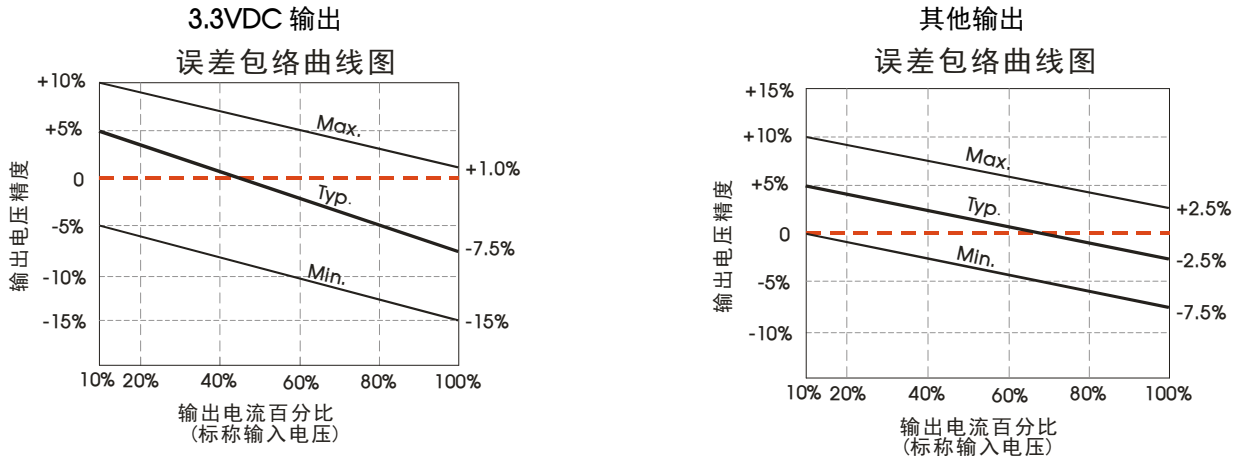 3.3VDC 输出
误差包络曲线图
+10%
+5%
0
-5%
-10%
-15%
输出电压精度
Max.
Typ.
Min.
+1.0%
-7.5%
-15%
10% 20% 40% 60% 80% 100%
输出电流百分比
(标称输入电压)
其他输出
误差包络曲线图
+15%
+10%
+5%
0
-5%
-10%
输出电压精度
Max.
Typ.
Min.
+2.5%
-2.5%
-7.5%
10% 20% 40% 60% 80% 100%
输出电流百分比
(标称输入电压)